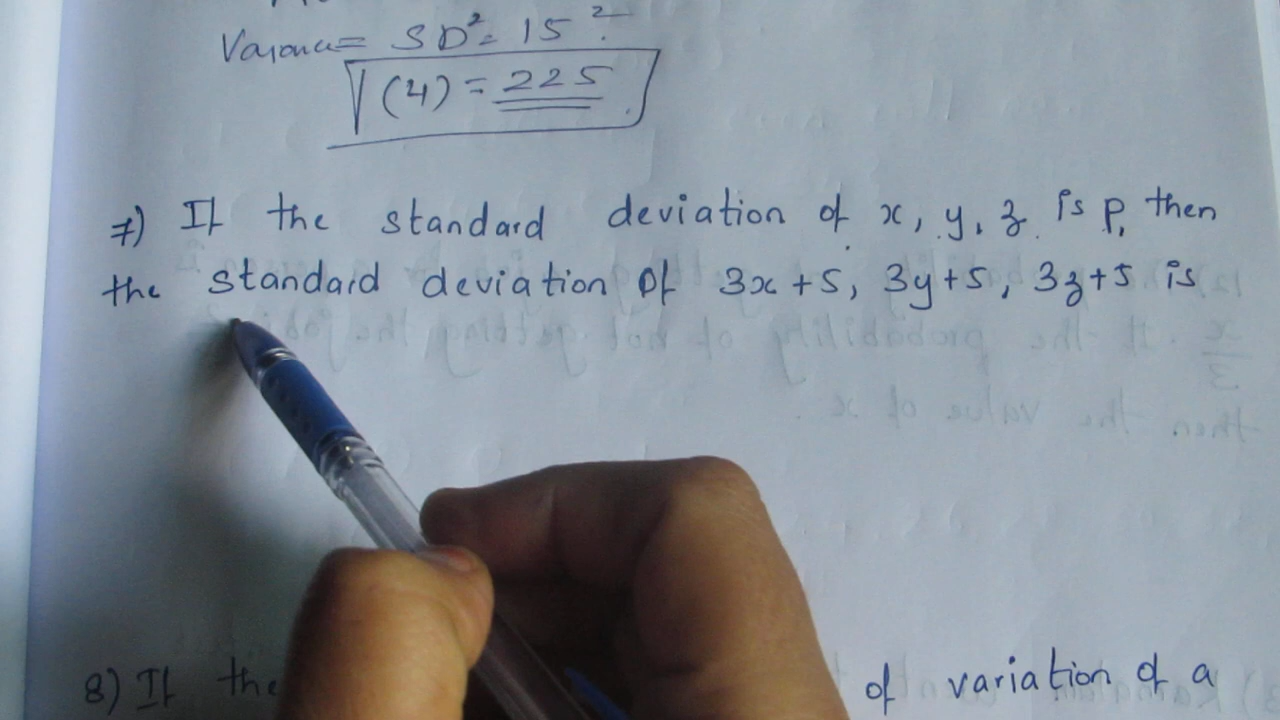 Variance = SD² = 15².
(4) = 225
7) If the standard deviation of x, y, z is p, then
the standard deviation of 3x+5, 3y+5, 3z+5 is
8) If the of variation of a